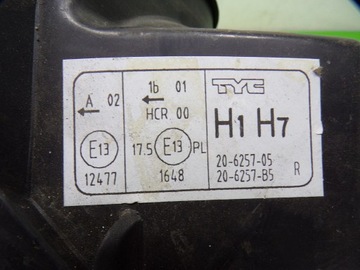 A 02
E13
12477
1b 01
HCR 00
17.5 E13 PL
1648
TYC
H1 H7
20-6257-05
20-6257-B5
R